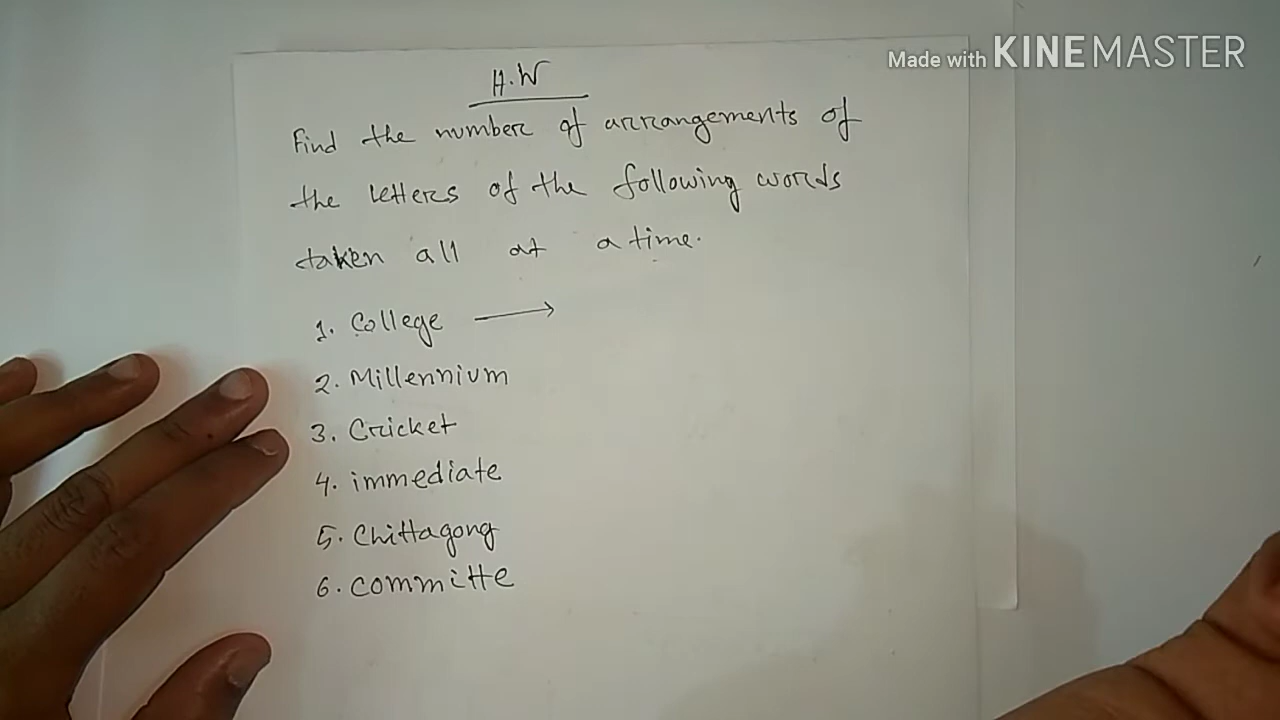 Made with KINEMASTER
H.W
Find the number of arrangements of
the letters of the following words
taken all at a time.
1. College →
2. Millennium
3. Cricket
4. immediate
5. Chittagong
6. committe